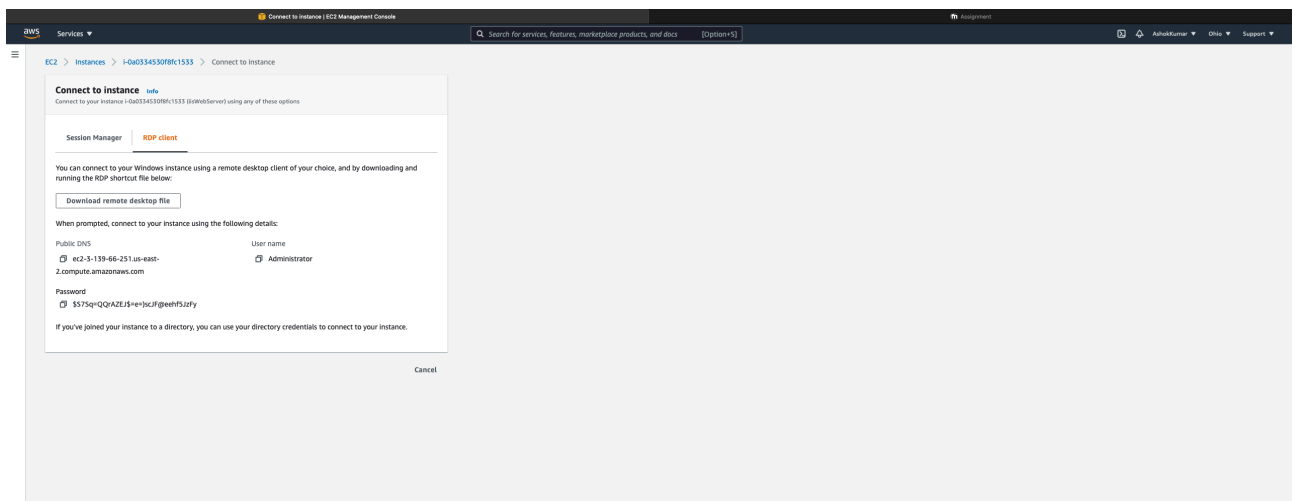 Connect to instance | EC2 Management Console
Assignment
aws Services ▼ Search for services, features, marketplace products, and docs [Option+S] AshokKumar ▼ Ohio ▼ Support ▼
EC2 > Instances > i-0a0334530f8fc1533 > Connect to instance
Connect to instance Info
Connect to your instance i-0a0334530f8fc1533 (iisWebServer) using any of these options
Session Manager RDP client
You can connect to your Windows instance using a remote desktop client of your choice, and by downloading and
running the RDP shortcut file below:
Download remote desktop file
When prompted, connect to your instance using the following details:
Public DNS User name
ec2-3-139-66-251.us-east- Administrator
2.compute.amazonaws.com
Password
$S7Sq=QQrAZEJ$=e=)scJF@eehf5JzFy
If you've joined your instance to a directory, you can use your directory credentials to connect to your instance.
Cancel